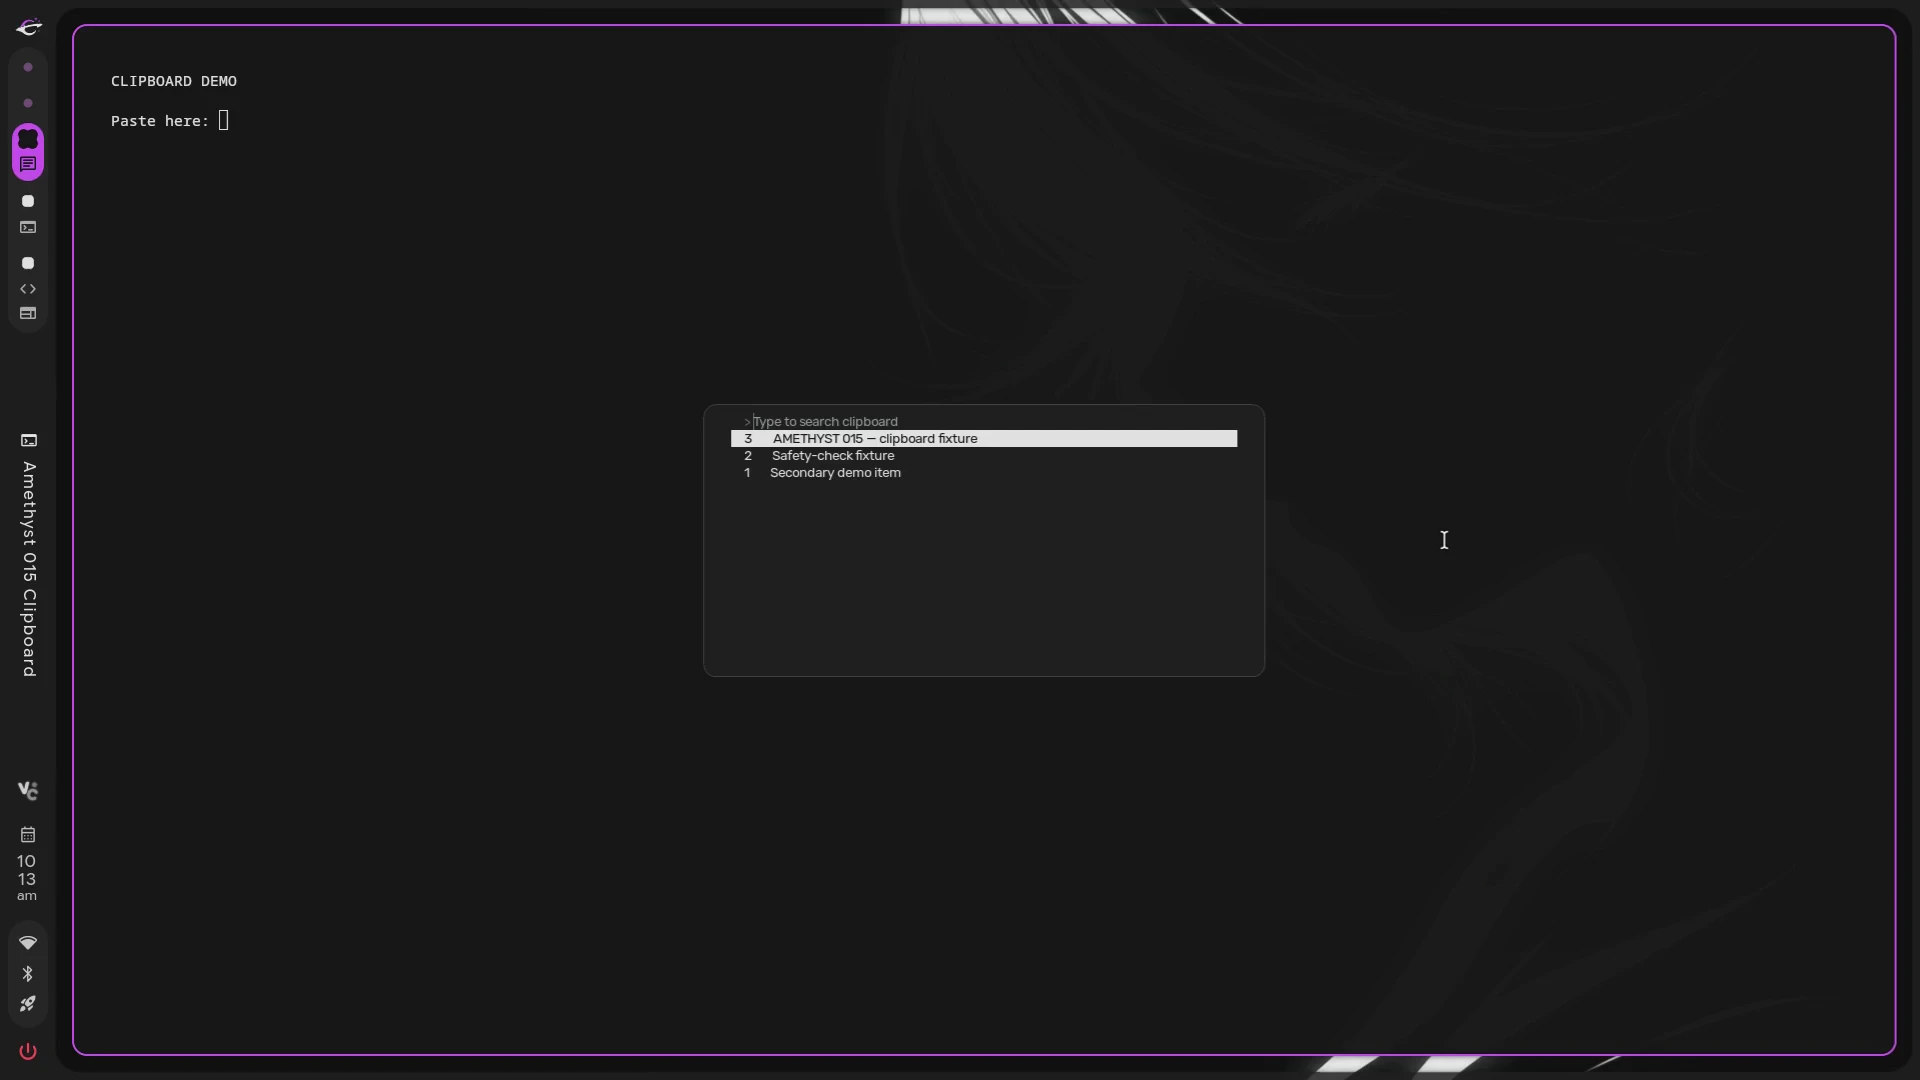 CLIPBOARD DEMO
Paste here:
>Type to search clipboard
3 AMETHYST 015 — clipboard fixture
2 Safety-check fixture
1 Secondary demo item
Amethyst 015 Clipboard
VC
10
13
am